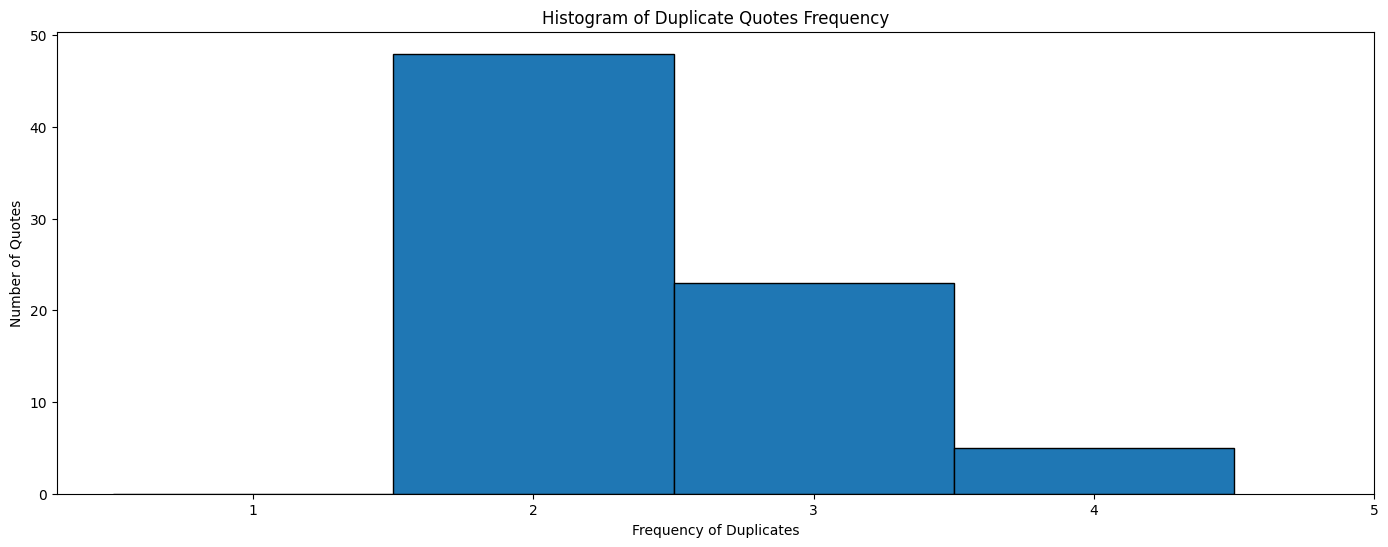 Histogram of Duplicate Quotes Frequency
50
40
30
20
10
0
Number of Quotes
1 2 3 4 5
Frequency of Duplicates